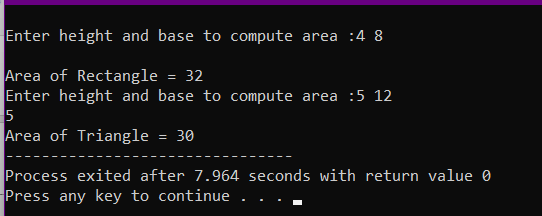 Enter height and base to compute area :4 8
Area of Rectangle = 32
Enter height and base to compute area :5 12
5
Area of Triangle = 30
--------------------------------
Process exited after 7.964 seconds with return value 0
Press any key to continue . . .